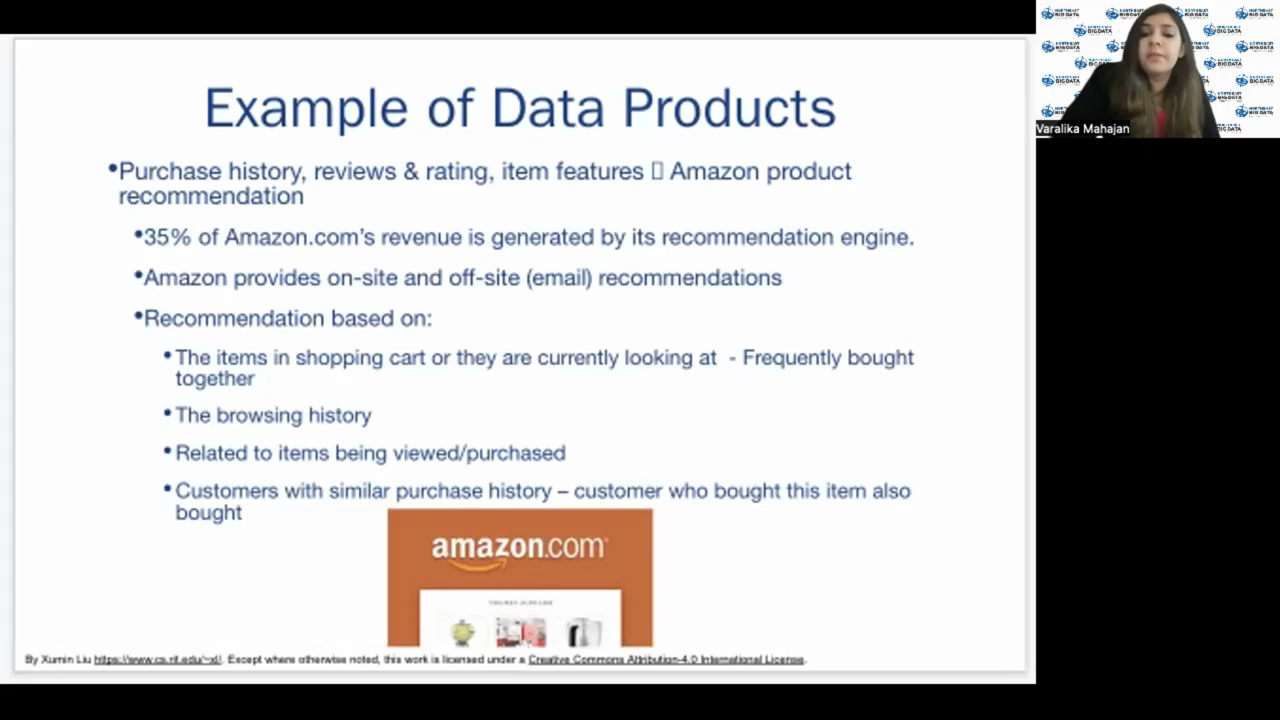 Example of Data Products
•Purchase history, reviews & rating, item features ▯ Amazon product
recommendation
•35% of Amazon.com's revenue is generated by its recommendation engine.
•Amazon provides on-site and off-site (email) recommendations
•Recommendation based on:
•The items in shopping cart or they are currently looking at - Frequently bought
together
•The browsing history
•Related to items being viewed/purchased
•Customers with similar purchase history – customer who bought this item also
bought
amazon.com
By Xumin Liu https://www.cs.rit.edu/~xl/. Except where otherwise noted, this work is licensed under a Creative Commons Attribution-4.0 International License.
NORTHEAST
BIGDATA
Varalika Mahajan